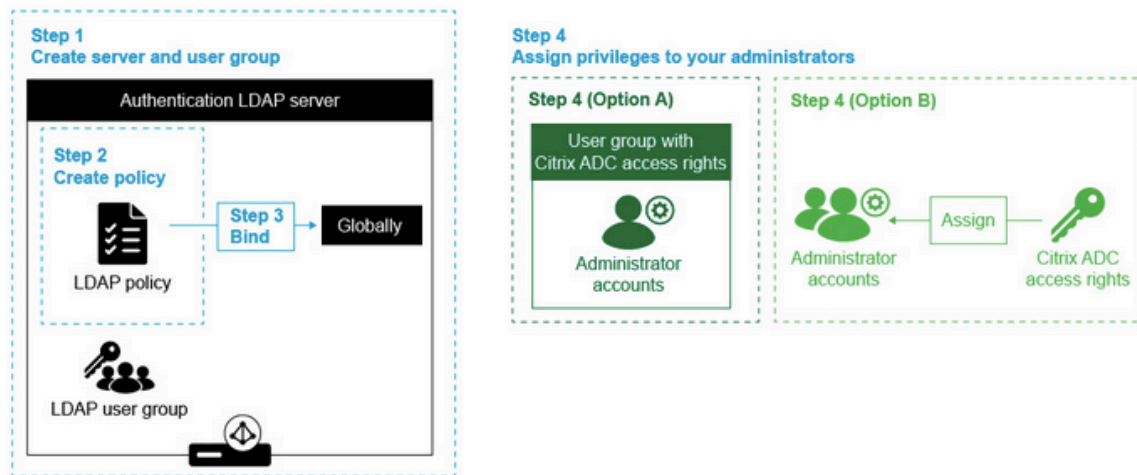 Step 1
Create server and user group
Authentication LDAP server
Step 2
Create policy
LDAP policy
Step 3
Bind
Globally
LDAP user group
Step 4
Assign privileges to your administrators
Step 4 (Option A)
User group with
Citrix ADC access rights
Administrator
accounts
Step 4 (Option B)
Administrator
accounts
Assign
Citrix ADC
access rights